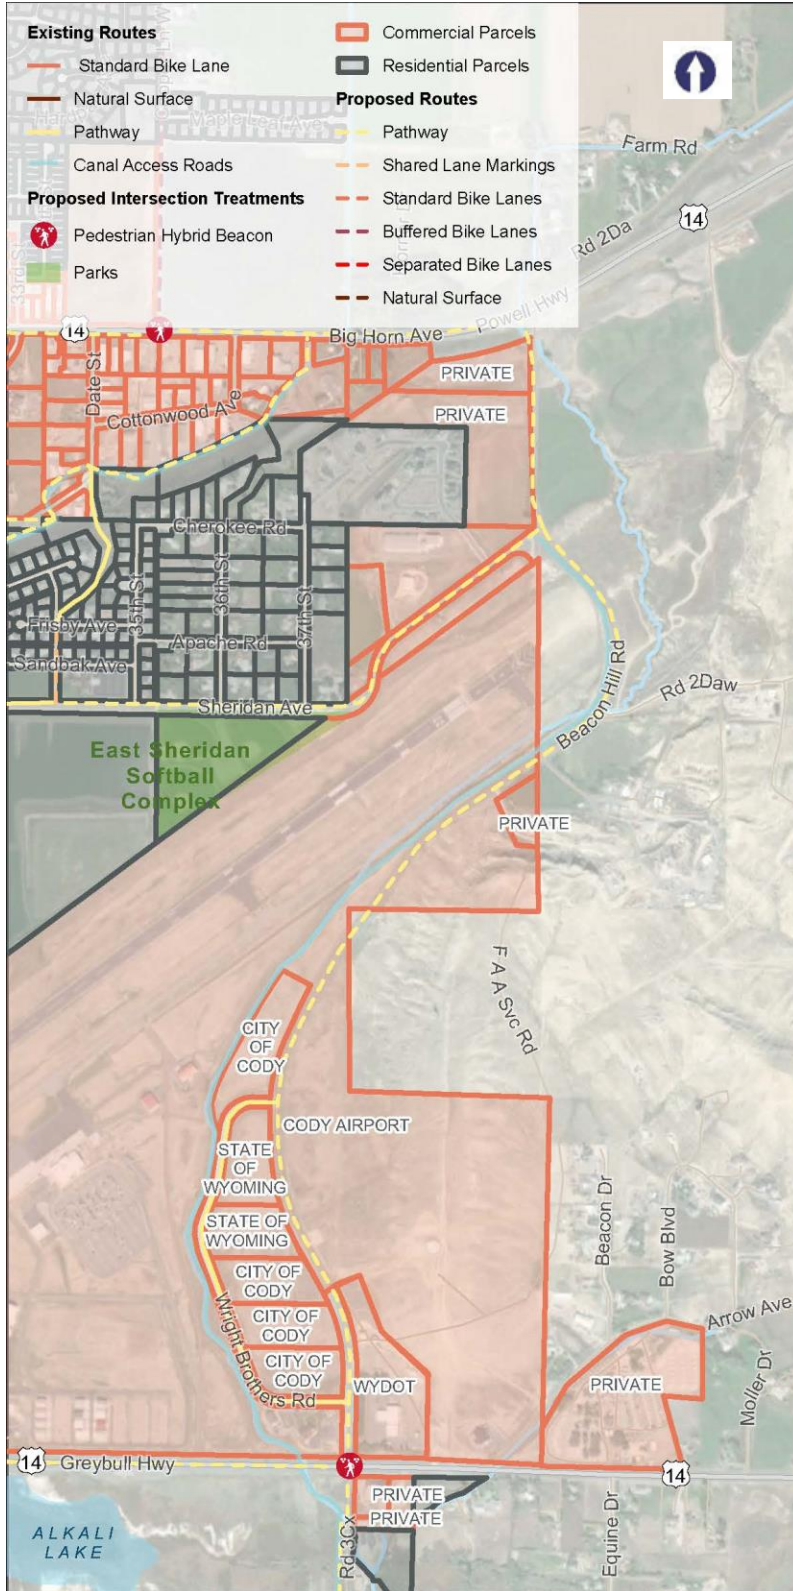 Existing Routes
Standard Bike Lane
Natural Surface
Pathway
Canal Access Roads
Proposed Intersection Treatments
Pedestrian Hybrid Beacon
Parks
Commercial Parcels
Residential Parcels
Proposed Routes
Pathway
Shared Lane Markings
Standard Bike Lanes
Buffered Bike Lanes
Separated Bike Lanes
Natural Surface
Maple Leaf Ave
33rd St
Farm Rd
14
Rd 2Da
Powell Hwy
14
Big Horn Ave
PRIVATE
Date St
Cottonwood Ave
PRIVATE
Cherokee Rd
35th St
36th St
37th St
Frisby Ave
Apache Rd
Sandbak Ave
Sheridan Ave
Rd 2Daw
Beacon Hill Rd
East Sheridan
Softball
Complex
PRIVATE
F A A Svc Rd
CITY
OF
CODY
CODY AIRPORT
STATE
OF
WYOMING
STATE OF
WYOMING
Beacon Dr
Bow Blvd
CITY OF
CODY
CITY OF
CODY
CITY OF
CODY
Wright Brothers Rd
Arrow Ave
WYDOT
PRIVATE
Moller Dr
14
Greybull Hwy
14
PRIVATE
PRIVATE
Rd 3Cx
Equine Dr
ALKALI
LAKE